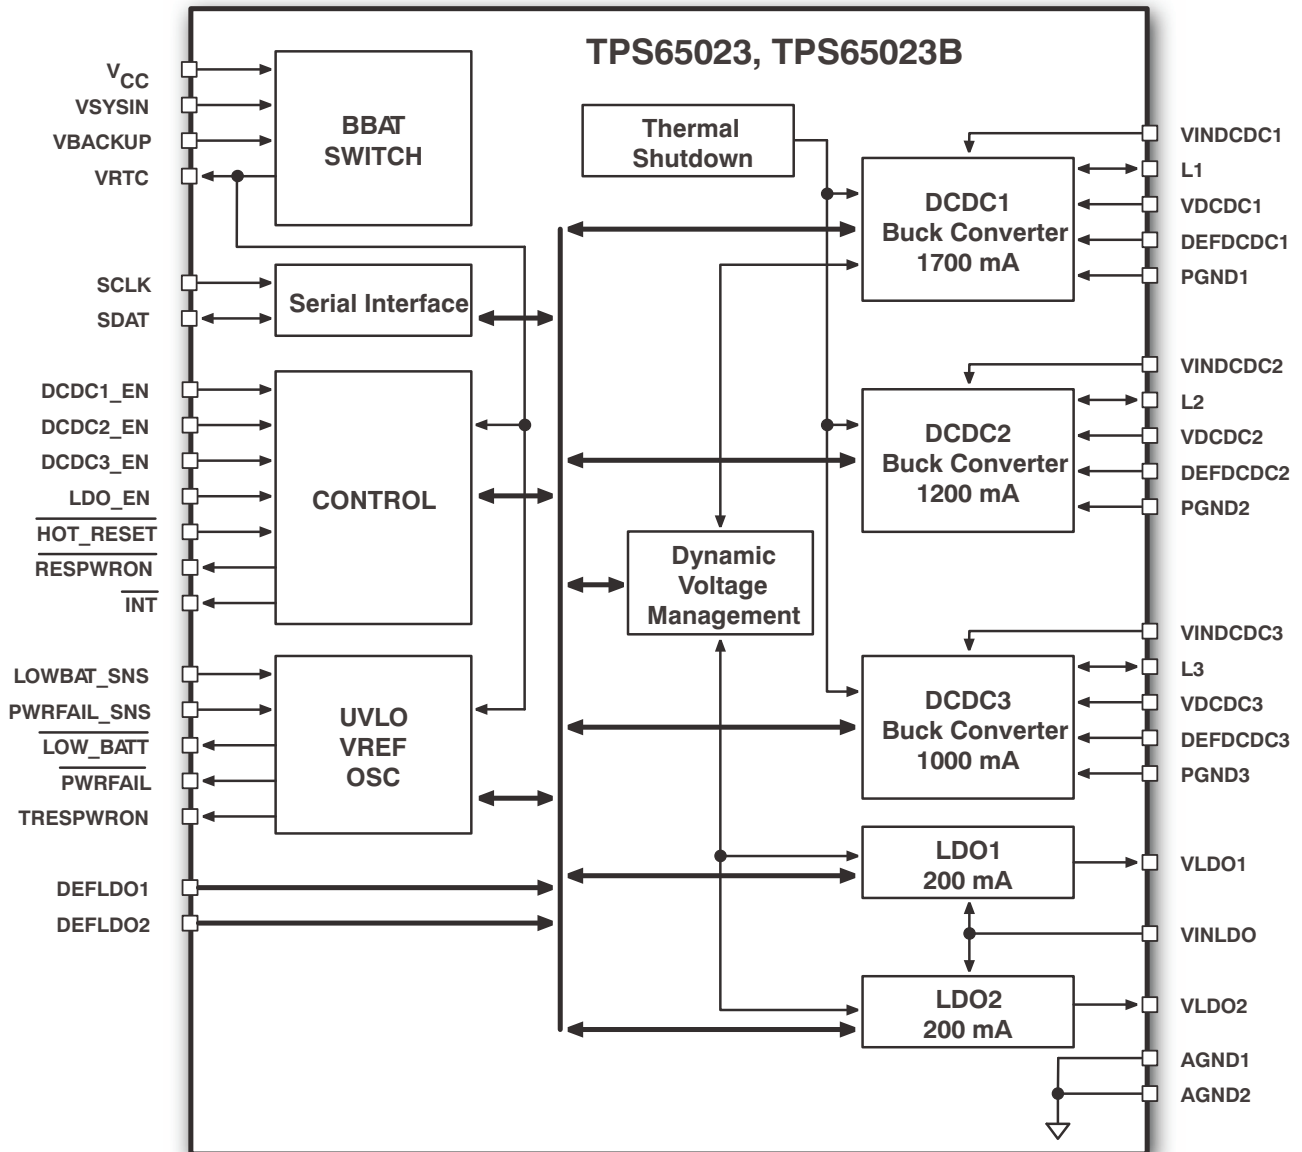 TPS65023, TPS65023B
VCC
VSYSIN
VBACKUP
VRTC
BBAT
SWITCH
SCLK
SDAT
Serial Interface
DCDC1_EN
DCDC2_EN
DCDC3_EN
LDO_EN
HOT_RESET
RESPWRON
INT
CONTROL
LOWBAT_SNS
PWRFAIL_SNS
LOW_BATT
PWRFAIL
TRESPWRON
UVLO
VREF
OSC
DEFLDO1
DEFLDO2
Thermal
Shutdown
Dynamic
Voltage
Management
DCDC1
Buck Converter
1700 mA
VINDCDC1
L1
VDCDC1
DEFDCDC1
PGND1
DCDC2
Buck Converter
1200 mA
VINDCDC2
L2
VDCDC2
DEFDCDC2
PGND2
DCDC3
Buck Converter
1000 mA
VINDCDC3
L3
VDCDC3
DEFDCDC3
PGND3
LDO1
200 mA
VLDO1
VINLDO
LDO2
200 mA
VLDO2
AGND1
AGND2